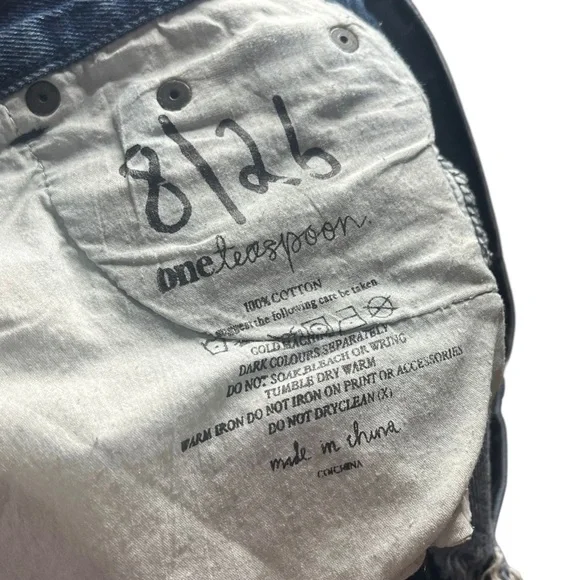 8/26
oneteaspoon.
100% COTTON
suggest the following care be taken
COLD MACHINE
DARK COLOURS SEPARATELY
DO NOT SOAK BLEACH OR WRING
TUMBLE DRY WARM
WARM IRON DO NOT IRON ON PRINT OR ACCESSORIES
DO NOT DRYCLEAN (X)
made in china